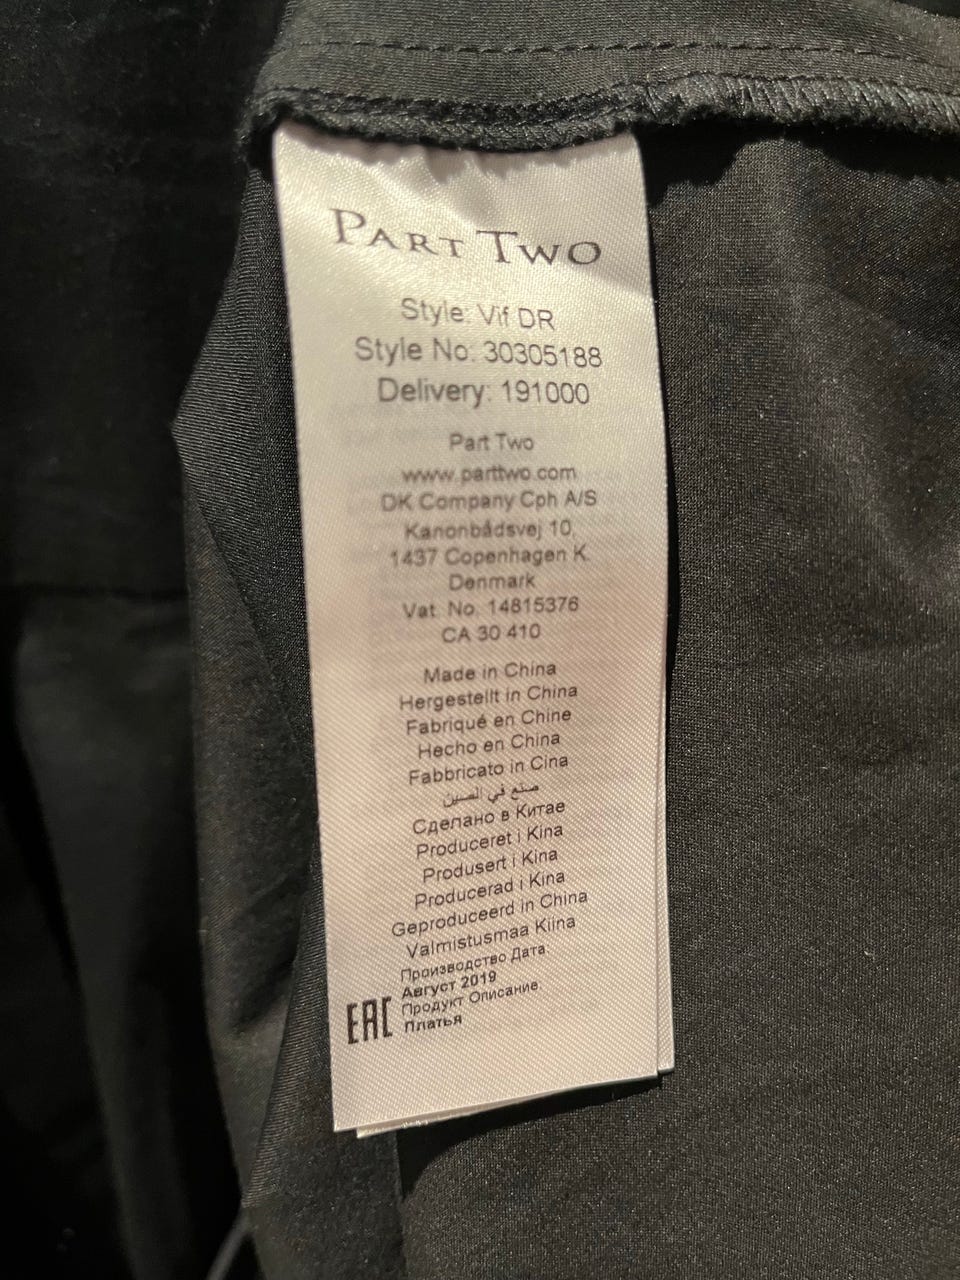 PART TWO
Style: Vif DR
Style No: 30305188
Delivery: 191000
Part Two
www.parttwo.com
DK Company Cph A/S
Kanonbådsvej 10,
1437 Copenhagen K.
Denmark
Vat. No. 14815376
CA 30 410
Made in China
Hergestellt in China
Fabriqué en Chine
Hecho en China
Fabbricato in Cina
صنع في الصين
Сделано в Китае
Produceret i Kina
Produsert i Kina
Producerad i Kina
Geproduceerd in China
Valmistusmaa Kiina
Производство Дата:
Август 2019
Продукт Описание:
Платья
EAC